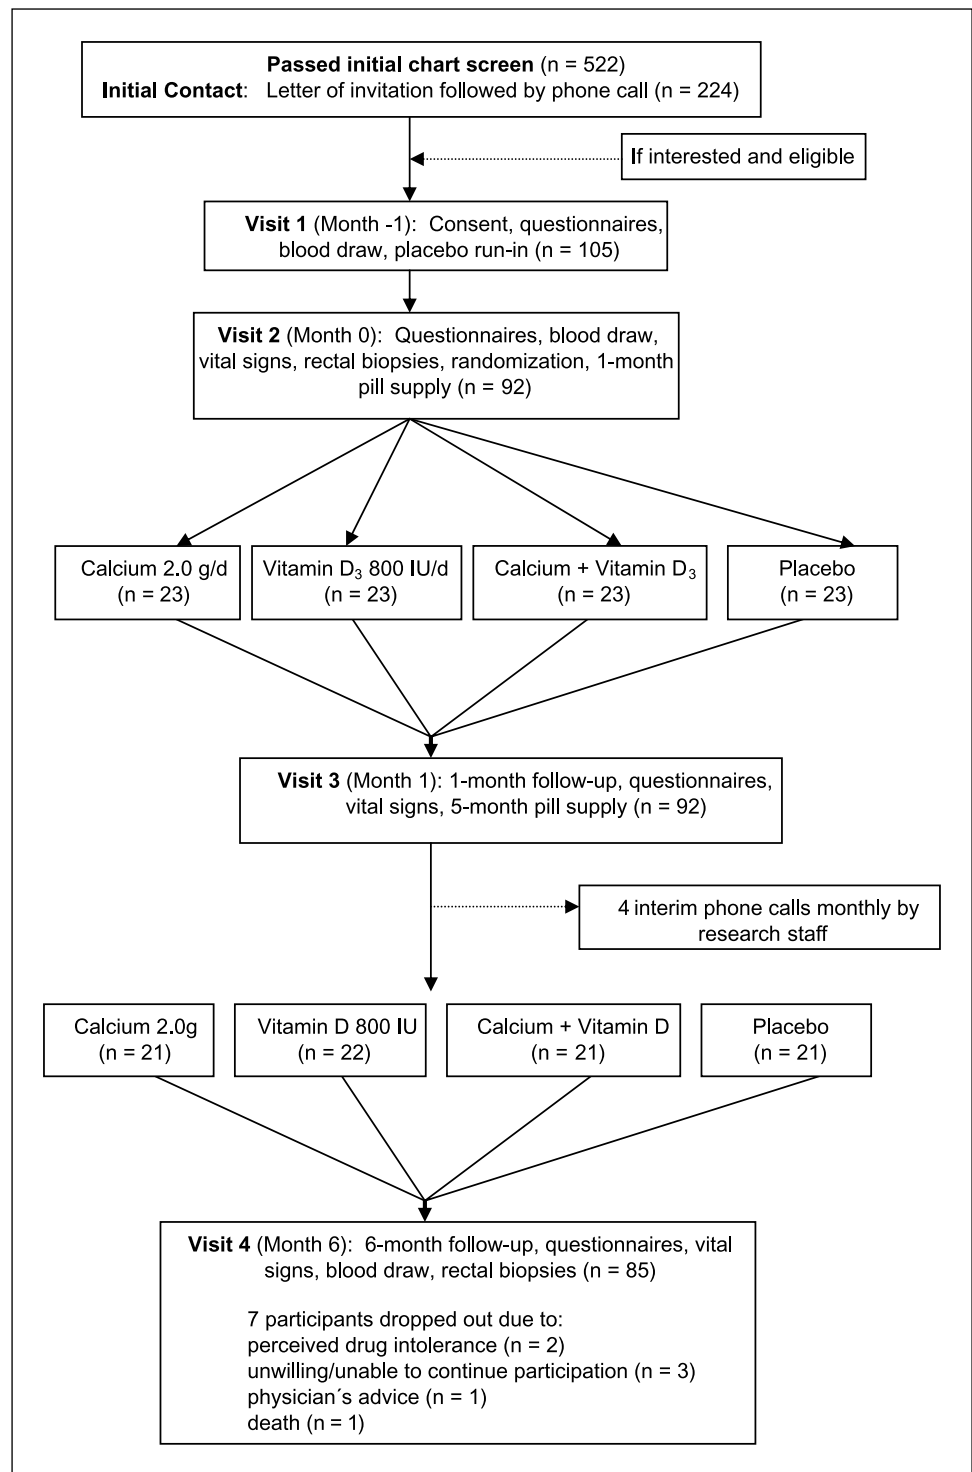 Passed initial chart screen (n = 522)
Initial Contact: Letter of invitation followed by phone call (n = 224)
If interested and eligible
Visit 1 (Month -1): Consent, questionnaires,
blood draw, placebo run-in (n = 105)
Visit 2 (Month 0): Questionnaires, blood draw,
vital signs, rectal biopsies, randomization, 1-month
pill supply (n = 92)
Calcium 2.0 g/d
(n = 23)
Vitamin D₃ 800 IU/d
(n = 23)
Calcium + Vitamin D₃
(n = 23)
Placebo
(n = 23)
Visit 3 (Month 1): 1-month follow-up, questionnaires,
vital signs, 5-month pill supply (n = 92)
4 interim phone calls monthly by
research staff
Calcium 2.0g
(n = 21)
Vitamin D 800 IU
(n = 22)
Calcium + Vitamin D
(n = 21)
Placebo
(n = 21)
Visit 4 (Month 6): 6-month follow-up, questionnaires, vital
signs, blood draw, rectal biopsies (n = 85)
7 participants dropped out due to:
perceived drug intolerance (n = 2)
unwilling/unable to continue participation (n = 3)
physician´s advice (n = 1)
death (n = 1)